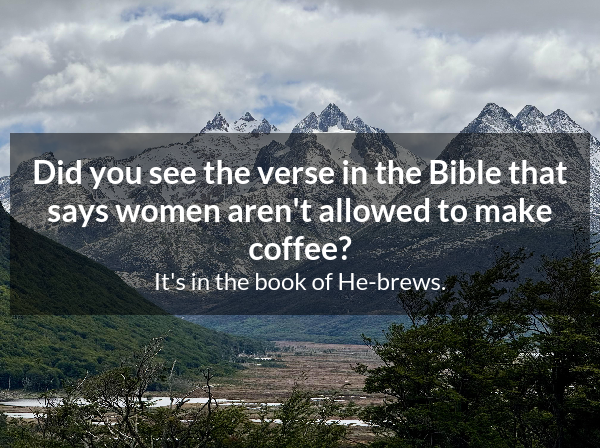 Did you see the verse in the Bible that
says women aren't allowed to make
coffee?
It's in the book of He-brews.